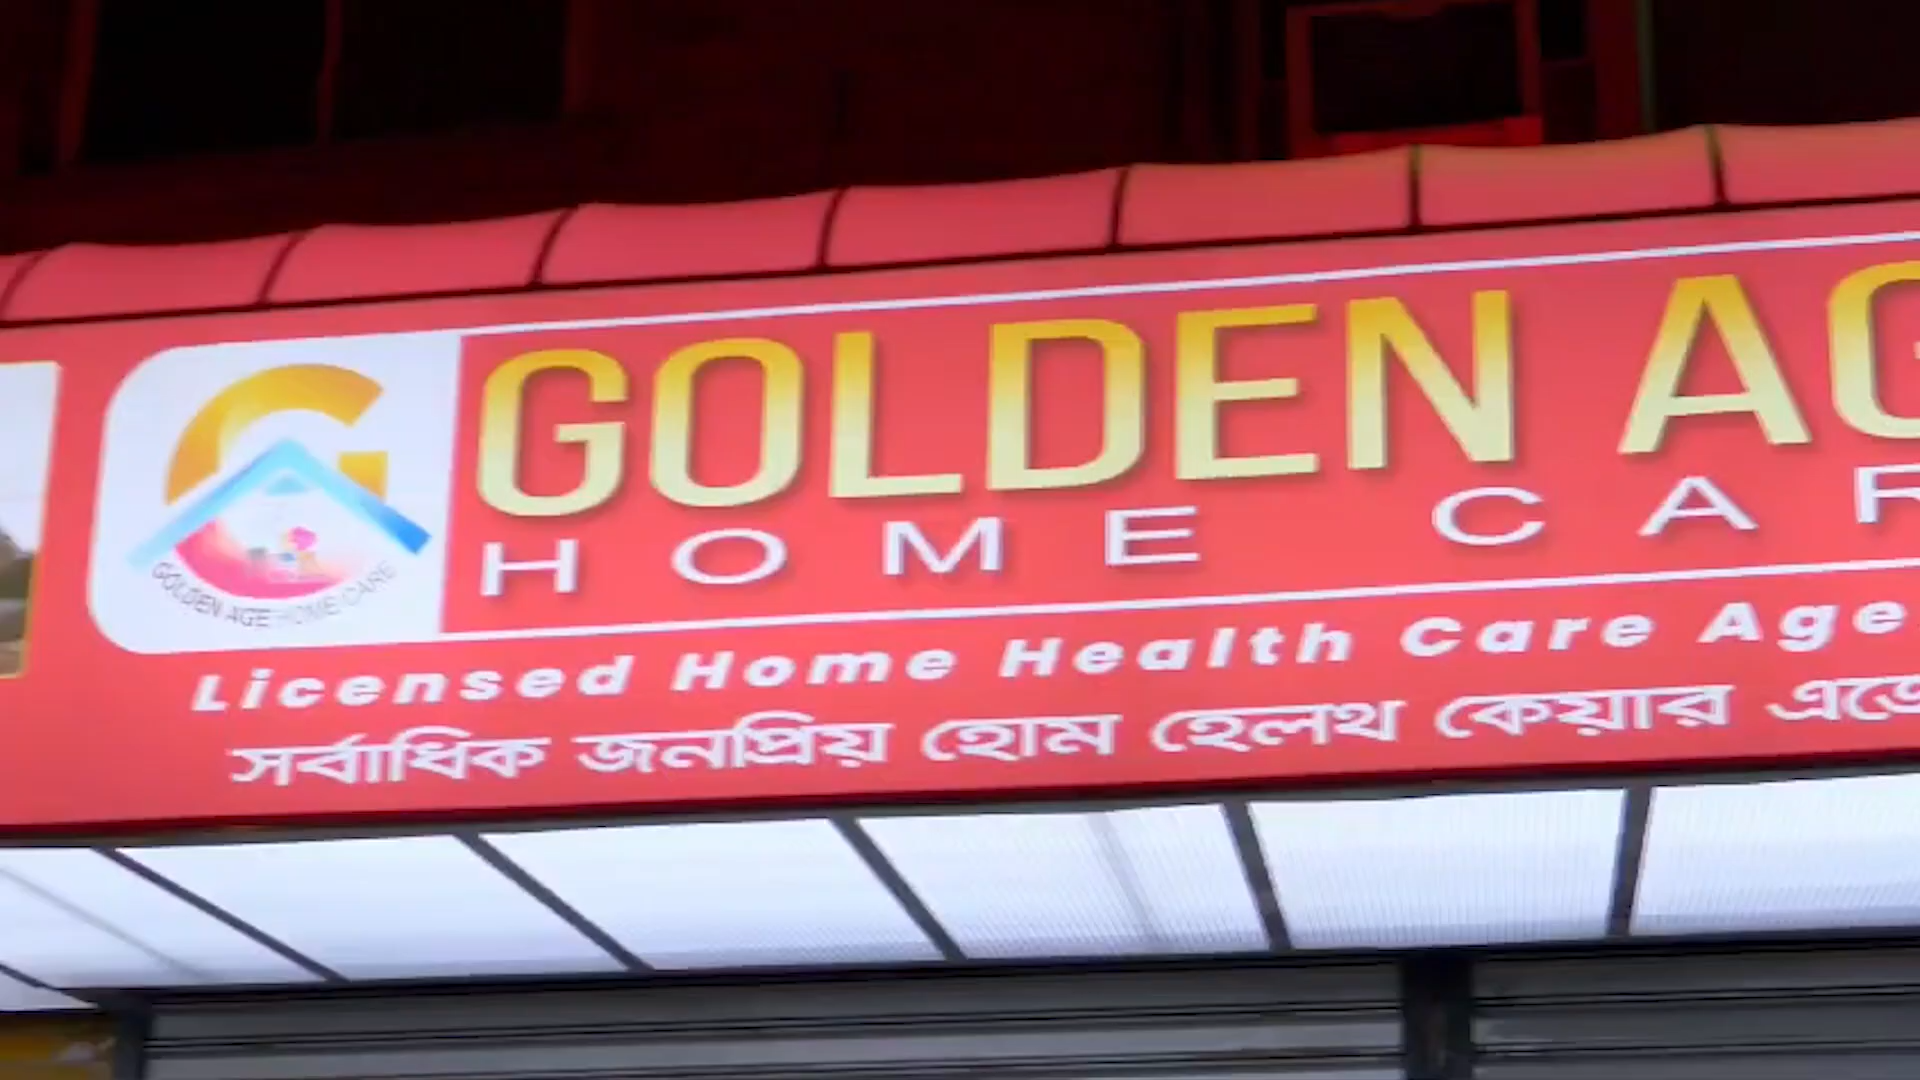 GOLDEN AG
HOME CAR
GOLDEN AGE HOME CARE
Licensed Home Health Care Age
সর্বাধিক জনপ্রিয় হোম হেলথ কেয়ার এজে